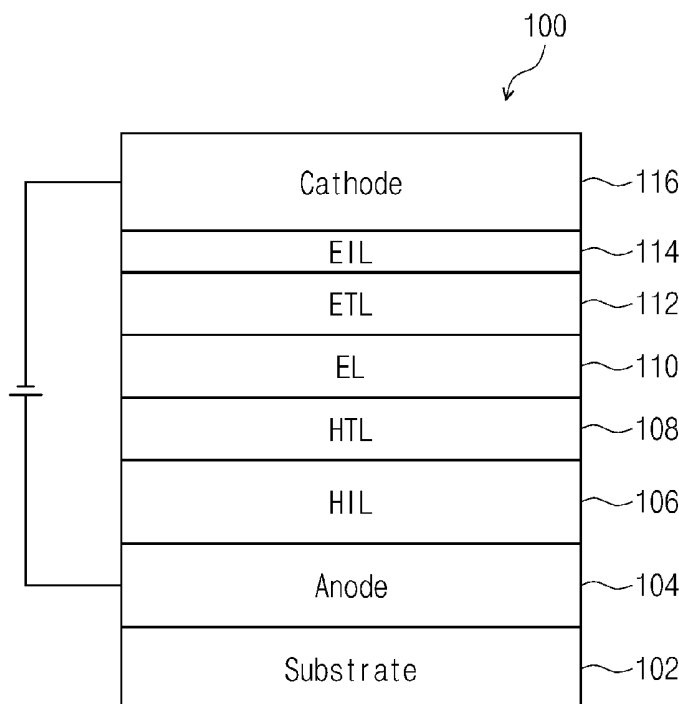 100
Cathode 116
EIL 114
ETL 112
EL 110
HTL 108
HIL 106
Anode 104
Substrate 102